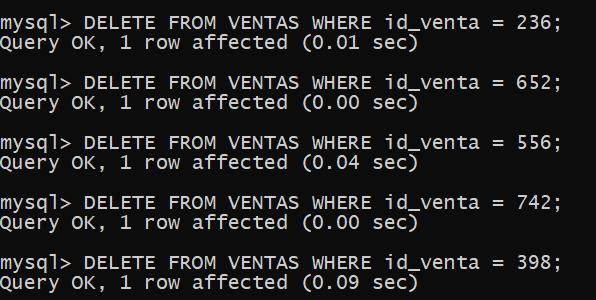 mysql> DELETE FROM VENTAS WHERE id_venta = 236;
Query OK, 1 row affected (0.01 sec)
mysql> DELETE FROM VENTAS WHERE id_venta = 652;
Query OK, 1 row affected (0.00 sec)
mysql> DELETE FROM VENTAS WHERE id_venta = 556;
Query OK, 1 row affected (0.04 sec)
mysql> DELETE FROM VENTAS WHERE id_venta = 742;
Query OK, 1 row affected (0.00 sec)
mysql> DELETE FROM VENTAS WHERE id_venta = 398;
Query OK, 1 row affected (0.09 sec)